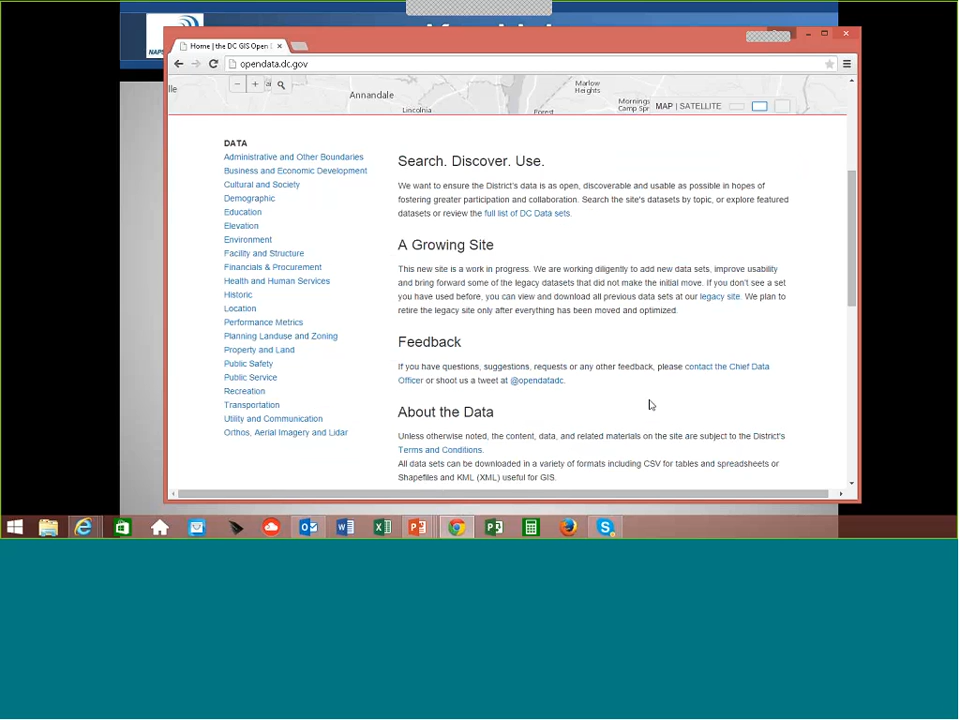 NAPS
Home | the DC GIS Open
opendata.dc.gov
lle
Annandale
Lincolnia
Forest
Marlow
Heights
Mornings
Camp Spr
MAP | SATELLITE
DATA
Administrative and Other Boundaries
Business and Economic Development
Cultural and Society
Demographic
Education
Elevation
Environment
Facility and Structure
Financials & Procurement
Health and Human Services
Historic
Location
Performance Metrics
Planning Landuse and Zoning
Property and Land
Public Safety
Public Service
Recreation
Transportation
Utility and Communication
Orthos, Aerial Imagery and Lidar
Search. Discover. Use.
We want to ensure the District's data is as open, discoverable and usable as possible in hopes of
fostering greater participation and collaboration. Search the site's datasets by topic, or explore featured
datasets or review the full list of DC Data sets.
A Growing Site
This new site is a work in progress. We are working diligently to add new data sets, improve usability
and bring forward some of the legacy datasets that did not make the initial move. If you don't see a set
you have used before, you can view and download all previous data sets at our legacy site. We plan to
retire the legacy site only after everything has been moved and optimized.
Feedback
If you have questions, suggestions, requests or any other feedback, please contact the Chief Data
Officer or shoot us a tweet at @opendatadc.
About the Data
Unless otherwise noted, the content, data, and related materials on the site are subject to the District's
Terms and Conditions.
All data sets can be downloaded in a variety of formats including CSV for tables and spreadsheets or
Shapefiles and KML (XML) useful for GIS.